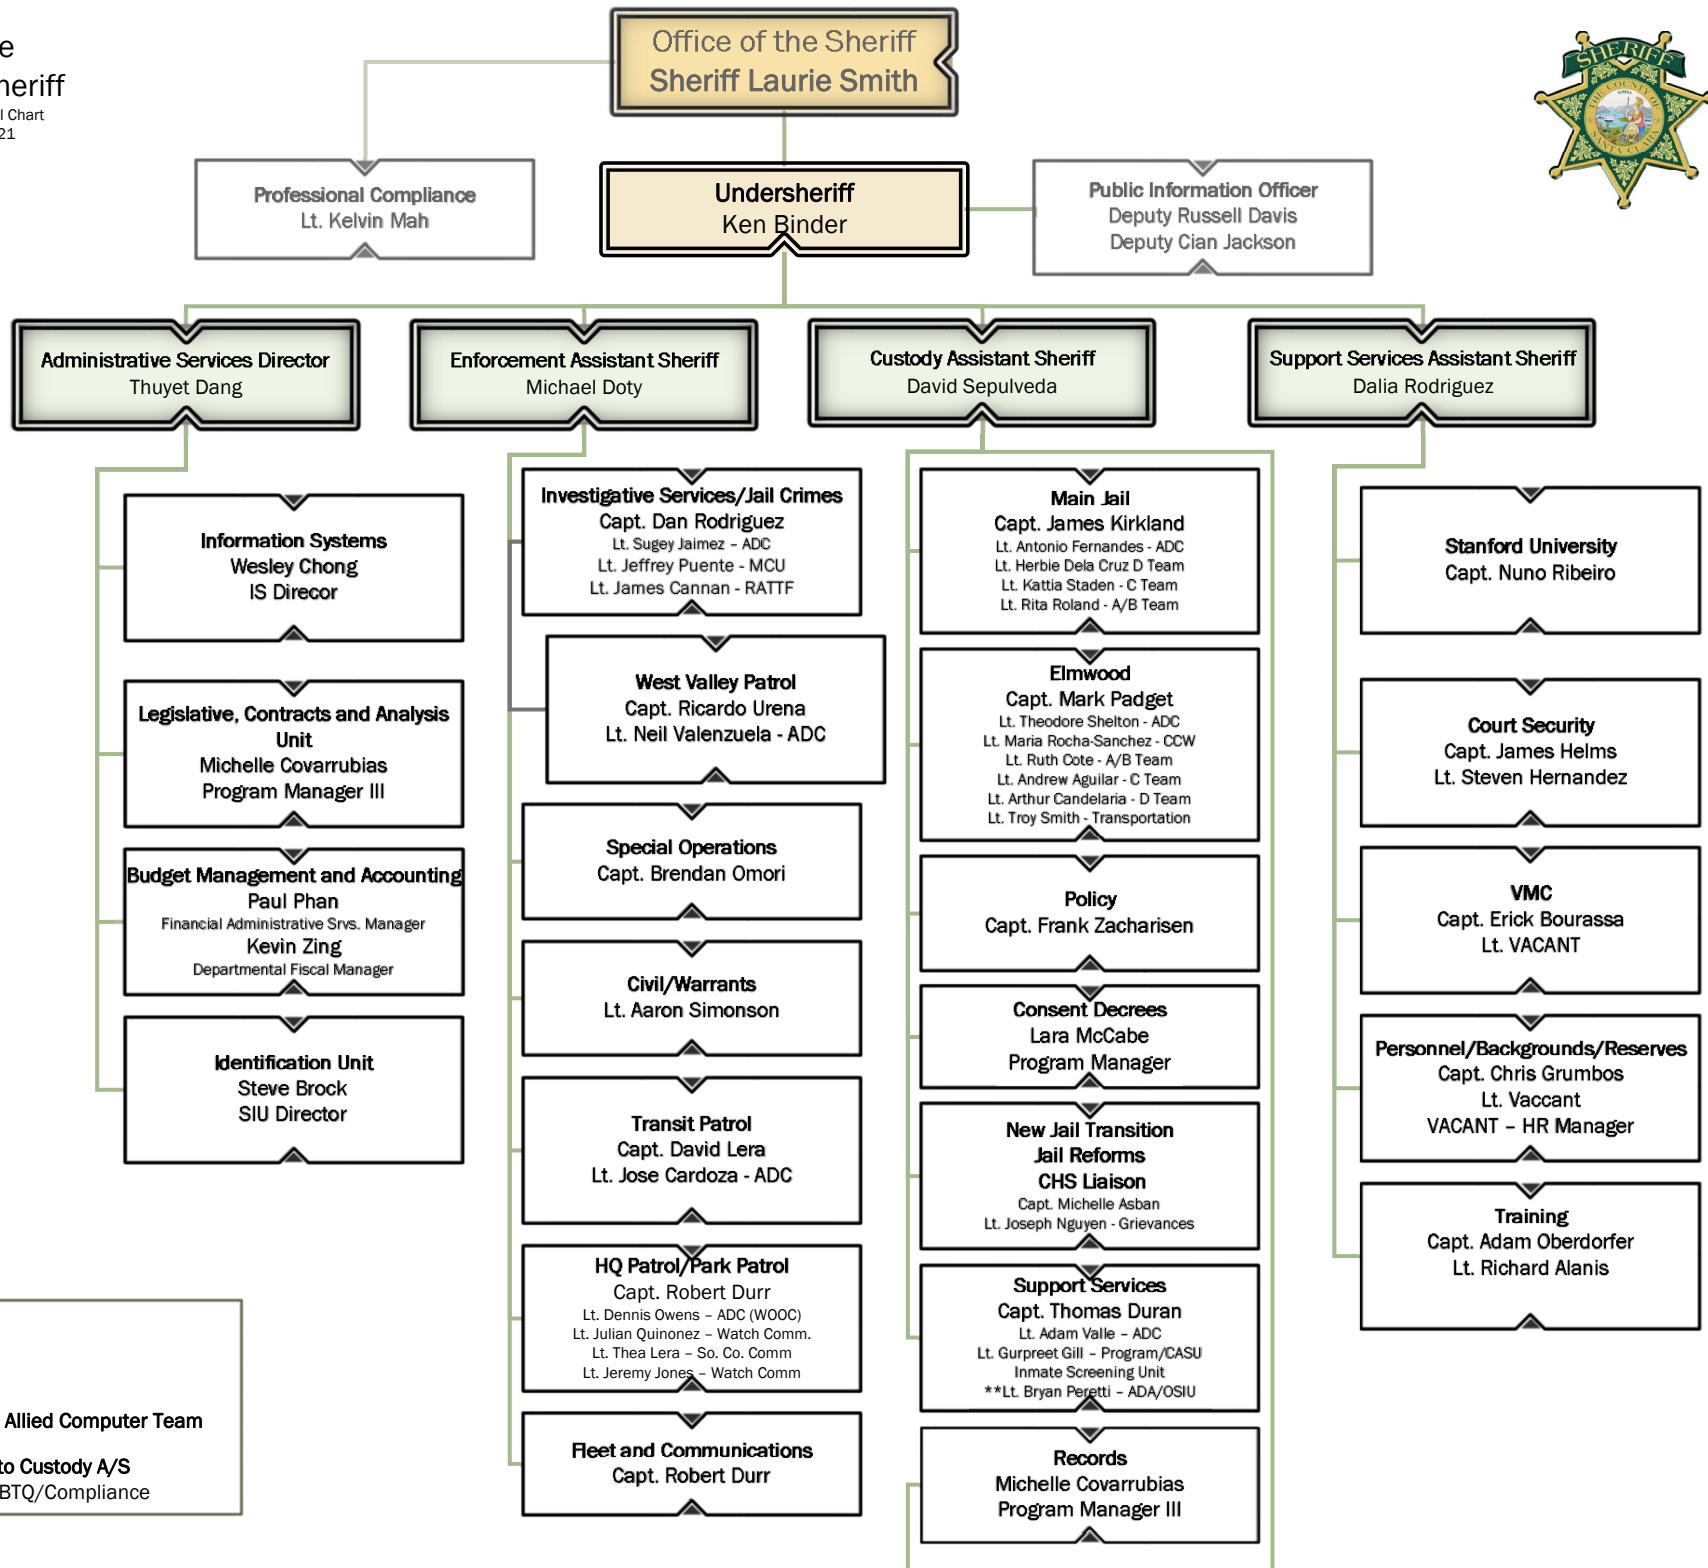 Office of the Sheriff
Sheriff Laurie Smith
e
neriff
l Chart
21
SHERIFF
THE COUNTY OF
SANTA CLARA
Professional Compliance
Lt. Kelvin Mah
Undersheriff
Ken Binder
Public Information Officer
Deputy Russell Davis
Deputy Cian Jackson
Administrative Services Director
Thuyet Dang
Enforcement Assistant Sheriff
Michael Doty
Custody Assistant Sheriff
David Sepulveda
Support Services Assistant Sheriff
Dalia Rodriguez
Information Systems
Wesley Chong
IS Direcor
Legislative, Contracts and Analysis
Unit
Michelle Covarrubias
Program Manager III
Budget Management and Accounting
Paul Phan
Financial Administrative Srvs. Manager
Kevin Zing
Departmental Fiscal Manager
Identification Unit
Steve Brock
SIU Director
Investigative Services/Jail Crimes
Capt. Dan Rodriguez
Lt. Sugey Jaimez – ADC
Lt. Jeffrey Puente - MCU
Lt. James Cannan - RATTF
West Valley Patrol
Capt. Ricardo Urena
Lt. Neil Valenzuela - ADC
Special Operations
Capt. Brendan Omori
Civil/Warrants
Lt. Aaron Simonson
Transit Patrol
Capt. David Lera
Lt. Jose Cardoza - ADC
HQ Patrol/Park Patrol
Capt. Robert Durr
Lt. Dennis Owens – ADC (WOOC)
Lt. Julian Quinonez – Watch Comm.
Lt. Thea Lera – So. Co. Comm
Lt. Jeremy Jones – Watch Comm
Fleet and Communications
Capt. Robert Durr
Main Jail
Capt. James Kirkland
Lt. Antonio Fernandes - ADC
Lt. Herbie Dela Cruz D Team
Lt. Kattia Staden - C Team
Lt. Rita Roland - A/B Team
Elmwood
Capt. Mark Padget
Lt. Theodore Shelton - ADC
Lt. Maria Rocha-Sanchez - CCW
Lt. Ruth Cote - A/B Team
Lt. Andrew Aguilar - C Team
Lt. Arthur Candelaria - D Team
Lt. Troy Smith - Transportation
Policy
Capt. Frank Zacharisen
Consent Decrees
Lara McCabe
Program Manager
New Jail Transition
Jail Reforms
CHS Liaison
Capt. Michelle Asban
Lt. Joseph Nguyen - Grievances
Support Services
Capt. Thomas Duran
Lt. Adam Valle – ADC
Lt. Gurpreet Gill – Program/CASU
Inmate Screening Unit
**Lt. Bryan Peretti – ADA/OSIU
Records
Michelle Covarrubias
Program Manager III
Stanford University
Capt. Nuno Ribeiro
Court Security
Capt. James Helms
Lt. Steven Hernandez
VMC
Capt. Erick Bourassa
Lt. VACANT
Personnel/Backgrounds/Reserves
Capt. Chris Grumbos
Lt. Vaccant
VACANT – HR Manager
Training
Capt. Adam Oberdorfer
Lt. Richard Alanis
Allied Computer Team
to Custody A/S
BTQ/Compliance